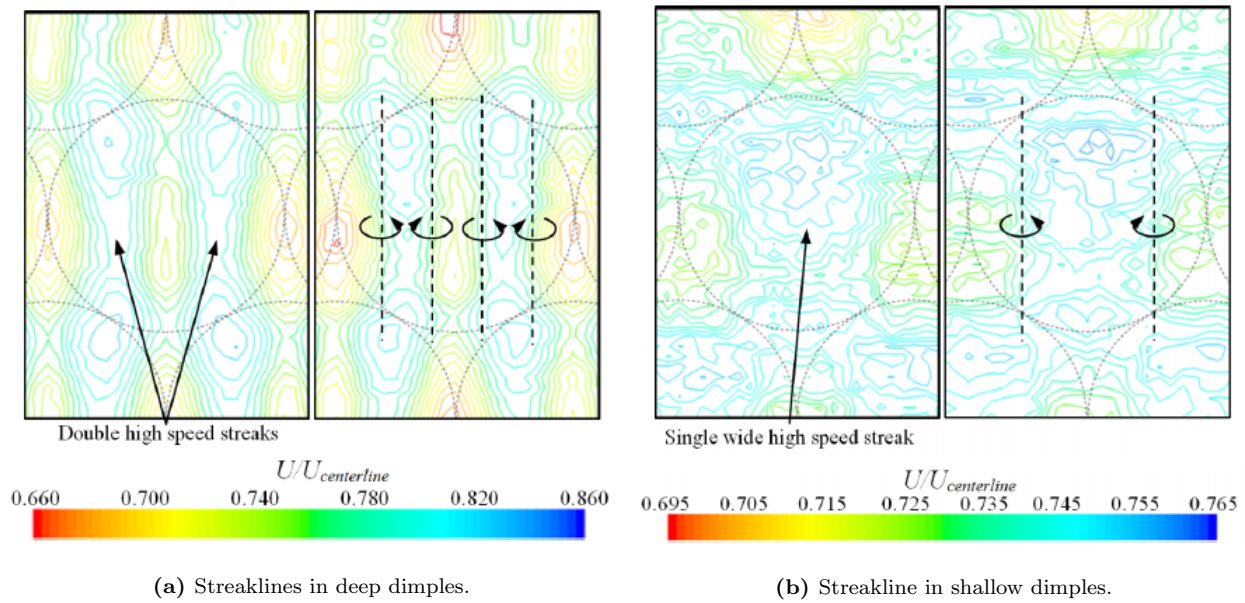 Double high speed streaks
U/Ucenterline
0.660 0.700 0.740 0.780 0.820 0.860
(a) Streaklines in deep dimples.
Single wide high speed streak
U/Ucenterline
0.695 0.705 0.715 0.725 0.735 0.745 0.755 0.765
(b) Streakline in shallow dimples.